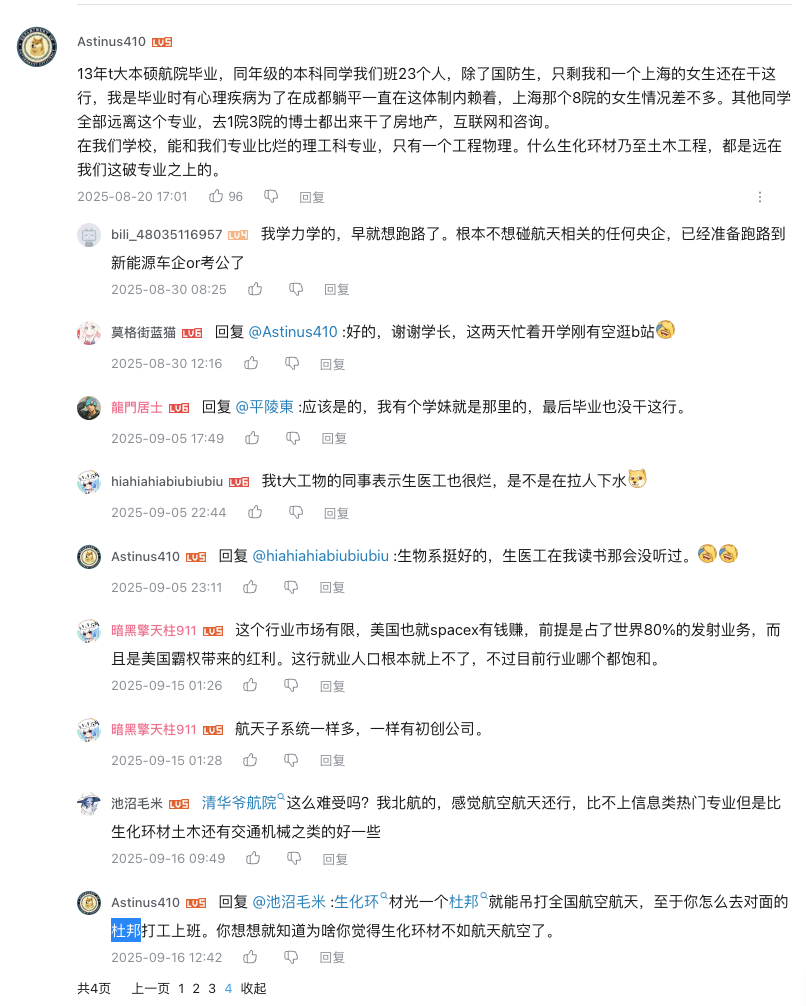 Astinus410 LV5
13年t大本硕航院毕业，同年级的本科同学我们班23个人，除了国防生，只剩我和一个上海的女生还在干这
行，我是毕业时有心理疾病为了在成都躺平一直在这体制内赖着，上海那个8院的女生情况差不多。其他同学
全部远离这个专业，去1院3院的博士都出来干了房地产，互联网和咨询。
在我们学校，能和我们专业比烂的理工科专业，只有一个工程物理。什么生化环材乃至土木工程，都是远在
我们这破专业之上的。
2025-08-20 17:01 96 回复
bili_48035116957 LV4 我学力学的，早就想跑路了。根本不想碰航天相关的任何央企，已经准备跑路到
新能源车企or考公了
2025-08-30 08:25 回复
莫格街蓝猫 LV6 回复 @Astinus410 :好的，谢谢学长，这两天忙着开学刚有空逛b站
2025-08-30 12:16 回复
龍門居士 LV6 回复 @平陵東 :应该是的，我有个学妹就是那里的，最后毕业也没干这行。
2025-09-05 17:49 回复
hiahiahiabiubiubiu LV6 我t大工物的同事表示生医工也很烂，是不是在拉人下水
2025-09-05 22:44 回复
Astinus410 LV5 回复 @hiahiahiabiubiubiu :生物系挺好的，生医工在我读书那会没听过。
2025-09-05 23:11 回复
暗黑擎天柱911 LV5 这个行业市场有限，美国也就spacex有钱赚，前提是占了世界80%的发射业务，而
且是美国霸权带来的红利。这行就业人口根本就上不了，不过目前行业哪个都饱和。
2025-09-15 01:26 回复
暗黑擎天柱911 LV5 航天子系统一样多，一样有初创公司。
2025-09-15 01:28 回复
池沼毛米 LV5 清华爷航院这么难受吗？我北航的，感觉航空航天还行，比不上信息类热门专业但是比
生化环材土木还有交通机械之类的好一些
2025-09-16 09:49 回复
Astinus410 LV5 回复 @池沼毛米 :生化环材光一个杜邦就能吊打全国航空航天，至于你怎么去对面的
杜邦打工上班。你想想就知道为啥你觉得生化环材不如航天航空了。
2025-09-16 12:42 回复
共4页 上一页 1 2 3 4 收起